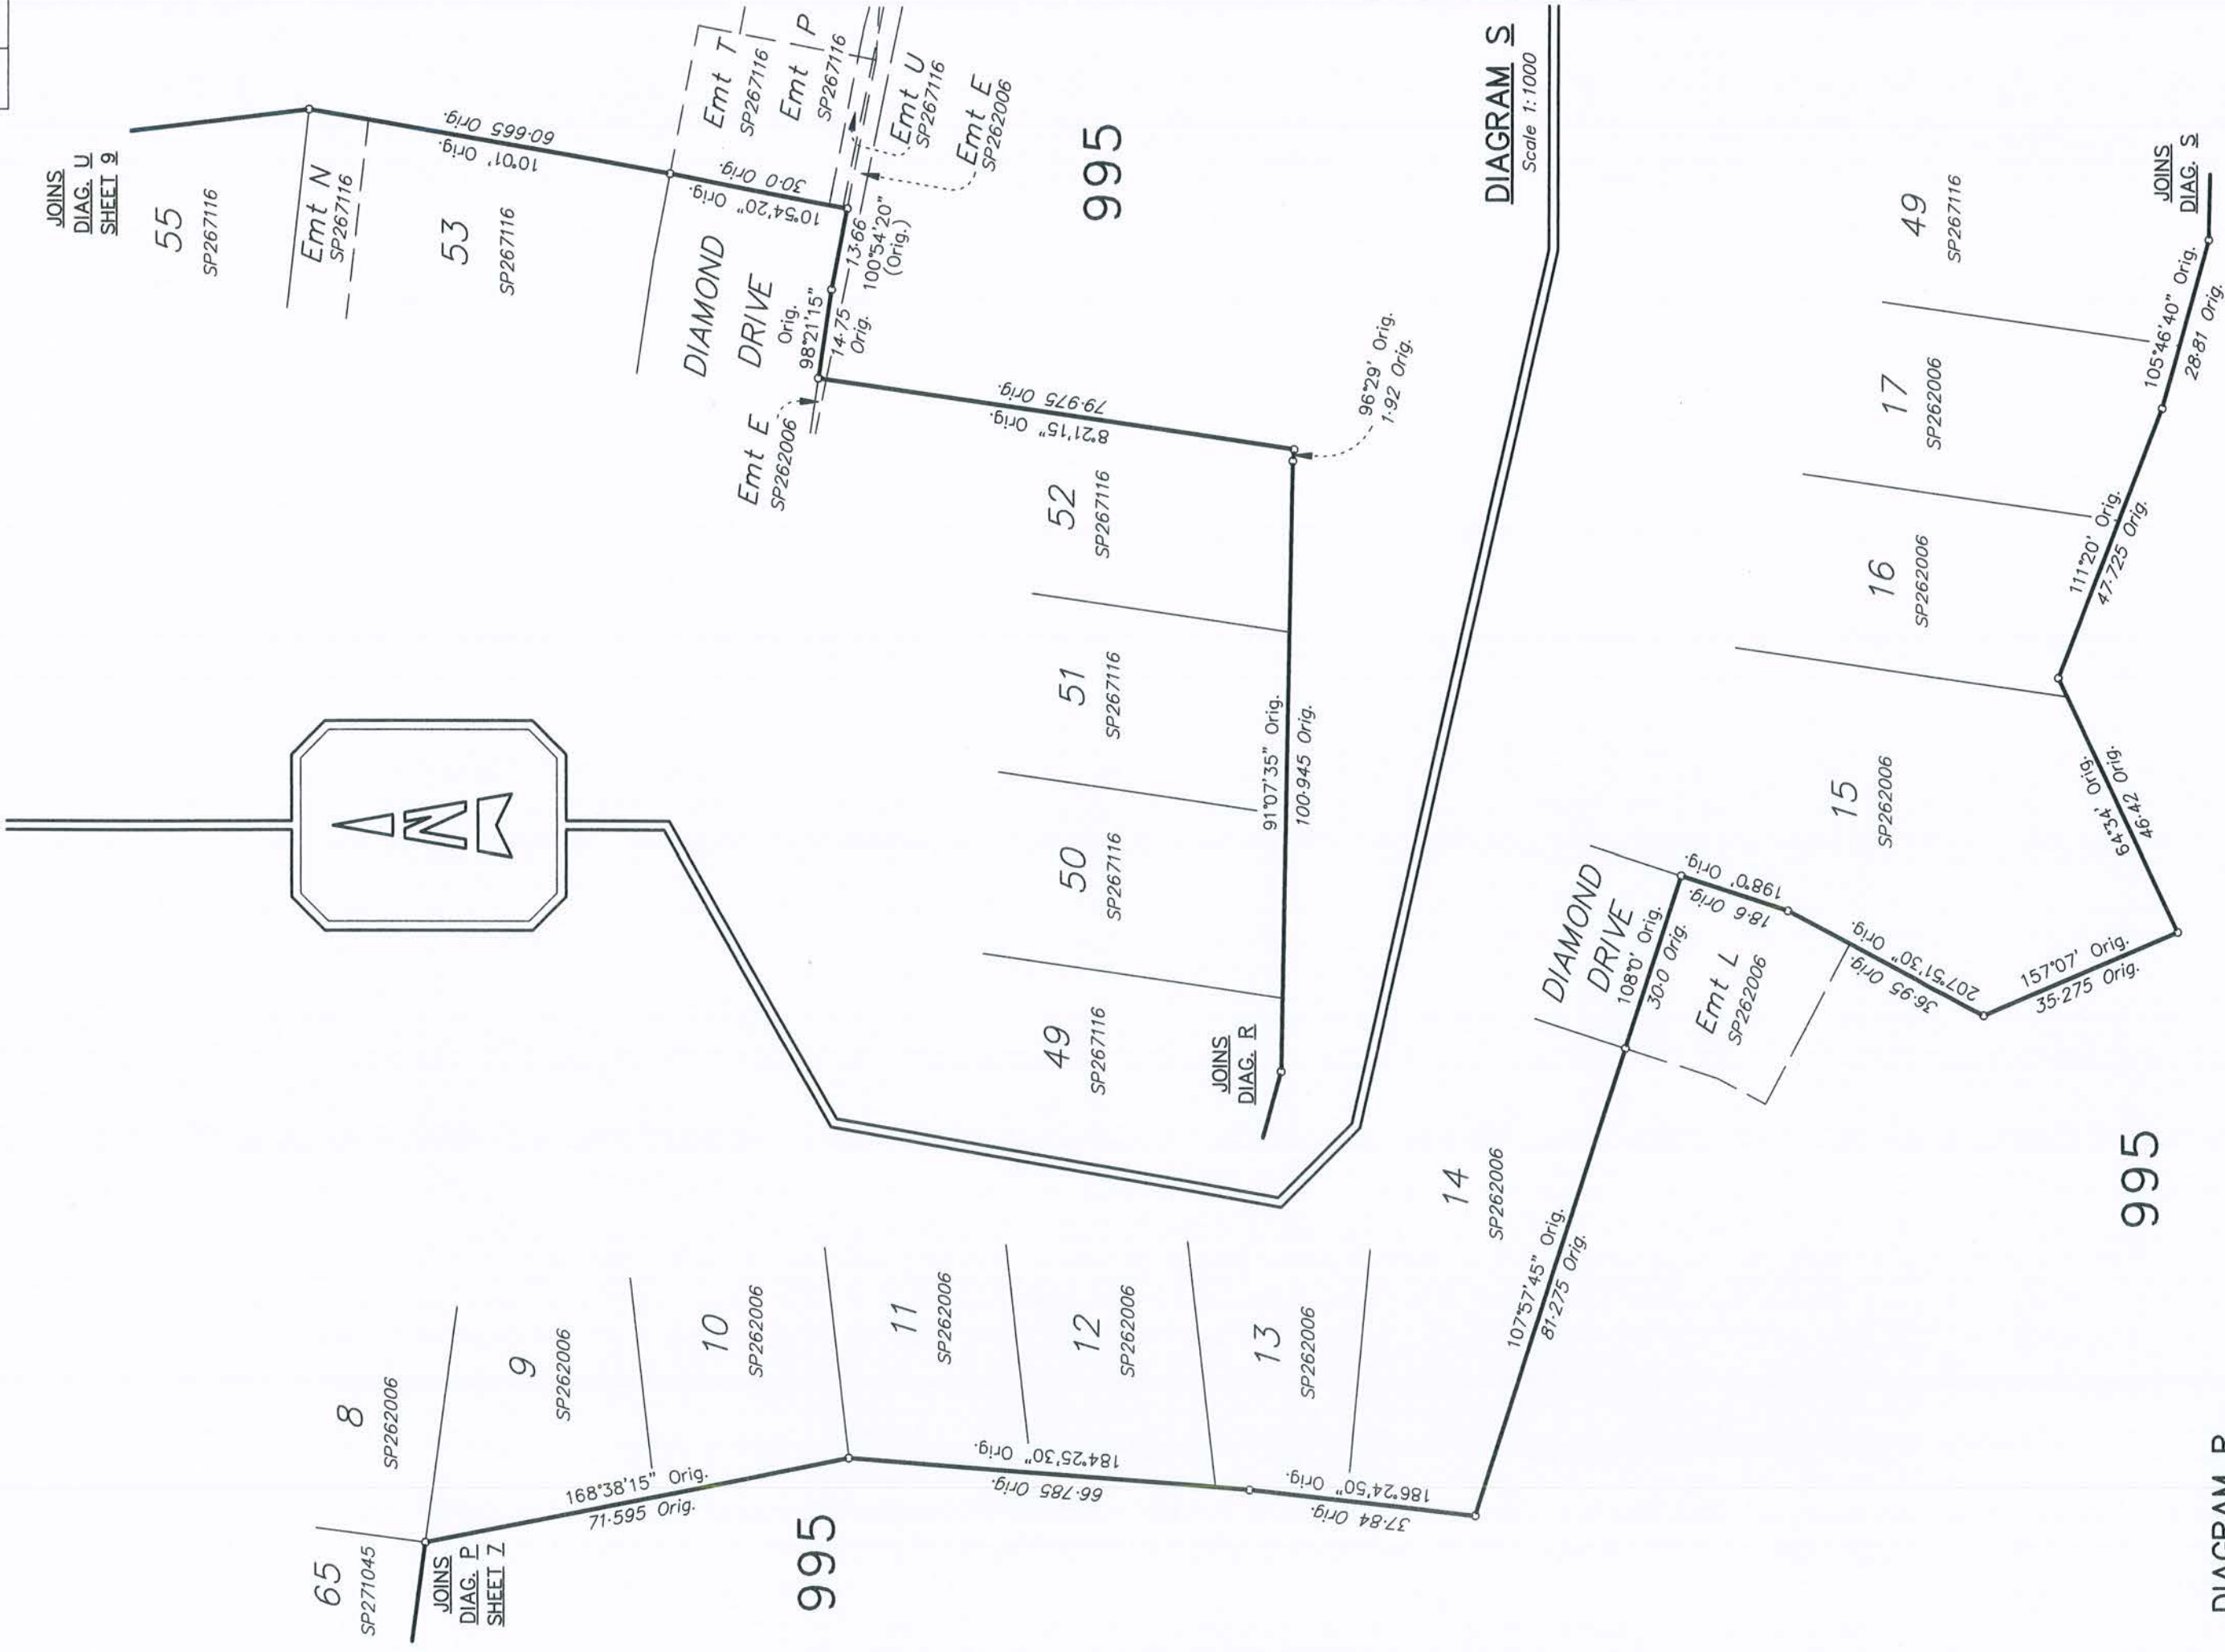 JOINS
DIAG. U
SHEET 9
55
SP267116
Emt N
SP267116
53
SP267116
10°01' Orig.
60·665 Orig.
Emt T
SP267116
Emt P
SP267116
Emt U
SP267116
Emt E
SP262006
10°54'20" Orig.
30·0 Orig.
DIAMOND
DRIVE
13·66
100°54'20"
(Orig.)
Orig.
98°21'15"
14·75
Orig.
Emt E
SP262006
995
8°21'15" Orig.
79·975 Orig.
96°29' Orig.
1·92 Orig.
52
SP267116
51
SP267116
50
SP267116
49
SP267116
91°07'35" Orig.
100·945 Orig.
JOINS
DIAG. R
DIAGRAM S
Scale 1:1000
N
65
SP271045
JOINS
DIAG. P
SHEET 7
8
SP262006
9
SP262006
10
SP262006
11
SP262006
12
SP262006
13
SP262006
168°38'15" Orig.
71·595 Orig.
184°25'30" Orig.
66·785 Orig.
186°24'50" Orig.
37·84 Orig.
995
14
SP262006
107°57'45" Orig.
81·275 Orig.
DIAMOND
DRIVE
108°0' Orig.
30·0 Orig.
Emt L
SP262006
198°0' Orig.
18·6 Orig.
207°51'30" Orig.
36·95 Orig.
157°07' Orig.
35·275 Orig.
15
SP262006
64°34' Orig.
46·42 Orig.
16
SP262006
111°20' Orig.
47·725 Orig.
17
SP262006
105°46'40" Orig.
28·81 Orig.
49
SP267116
JOINS
DIAG. S
995
DIAGRAM R